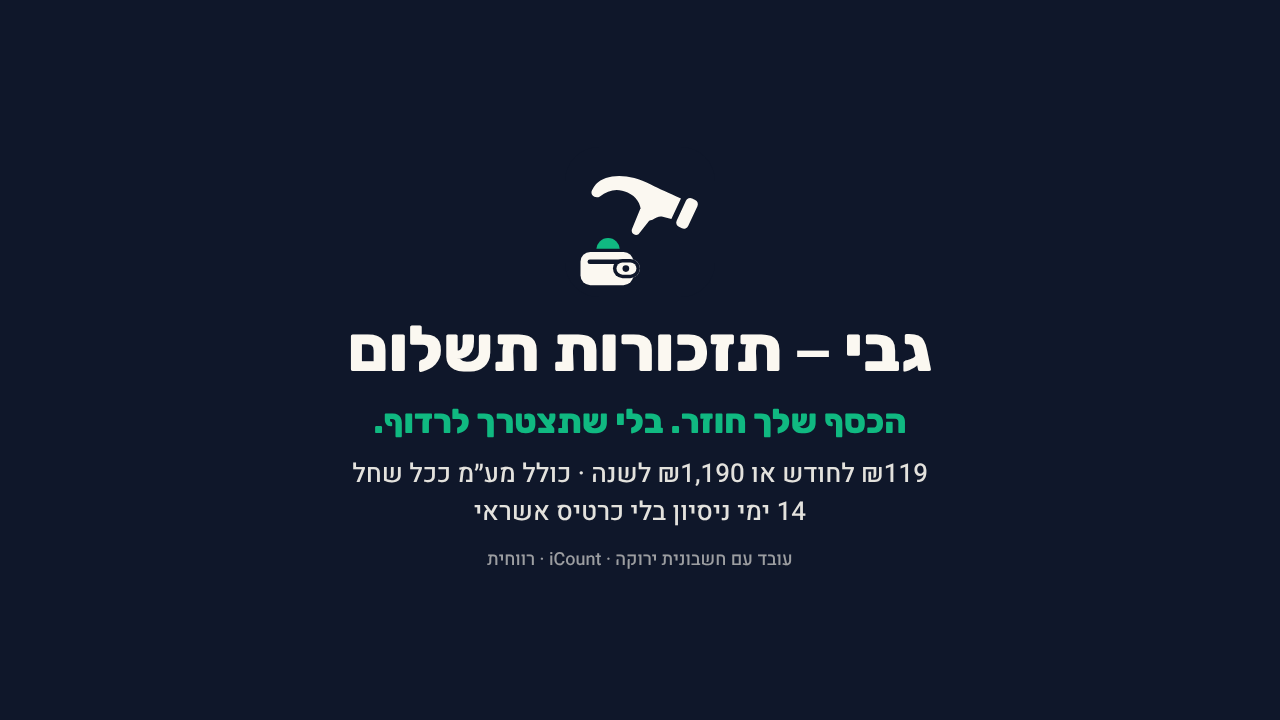 גבי – תזכורות תשלום
הכסף שלך חוזר. בלי שתצטרך לרדוף.
₪119 לחודש או ₪1,190 לשנה · כולל מע״מ ככל שחל
14 ימי ניסיון בלי כרטיס אשראי
עובד עם חשבונית ירוקה · iCount · רווחית